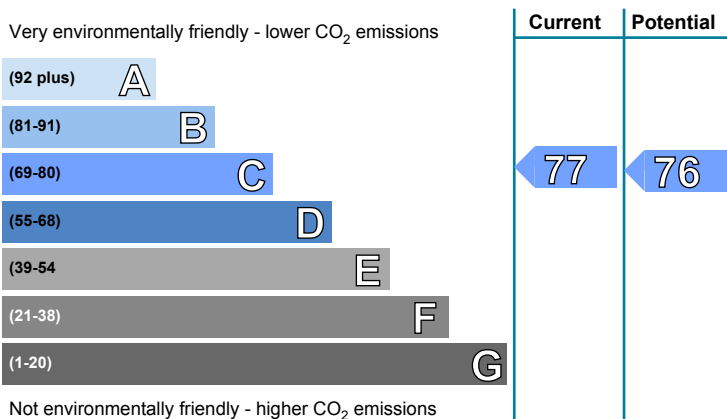 Very environmentally friendly - lower CO2 emissions
Current Potential
(92 plus) A
(81-91) B
(69-80) C
77 76
(55-68) D
(39-54 E
(21-38) F
(1-20) G
Not environmentally friendly - higher CO2 emissions